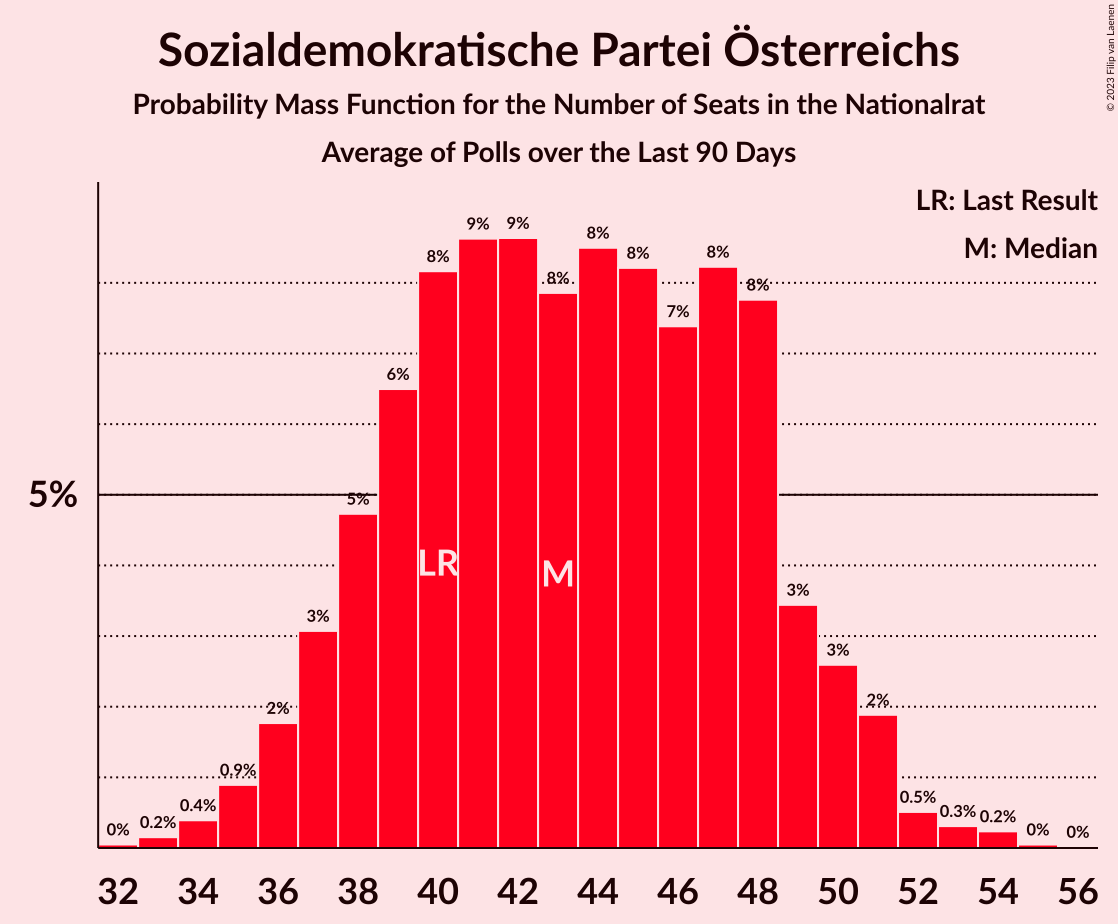 Sozialdemokratische Partei Österreichs
Probability Mass Function for the Number of Seats in the Nationalrat
Average of Polls over the Last 90 Days
© 2023 Filip van Laenen
LR: Last Result
M: Median
5%
0% 0.2% 0.4% 0.9% 2% 3% 5% 6% 8% 9% 9% 8% 8% 8% 7% 8% 8% 3% 3% 2% 0.5% 0.3% 0.2% 0% 0%
LR M
32 34 36 38 40 42 44 46 48 50 52 54 56